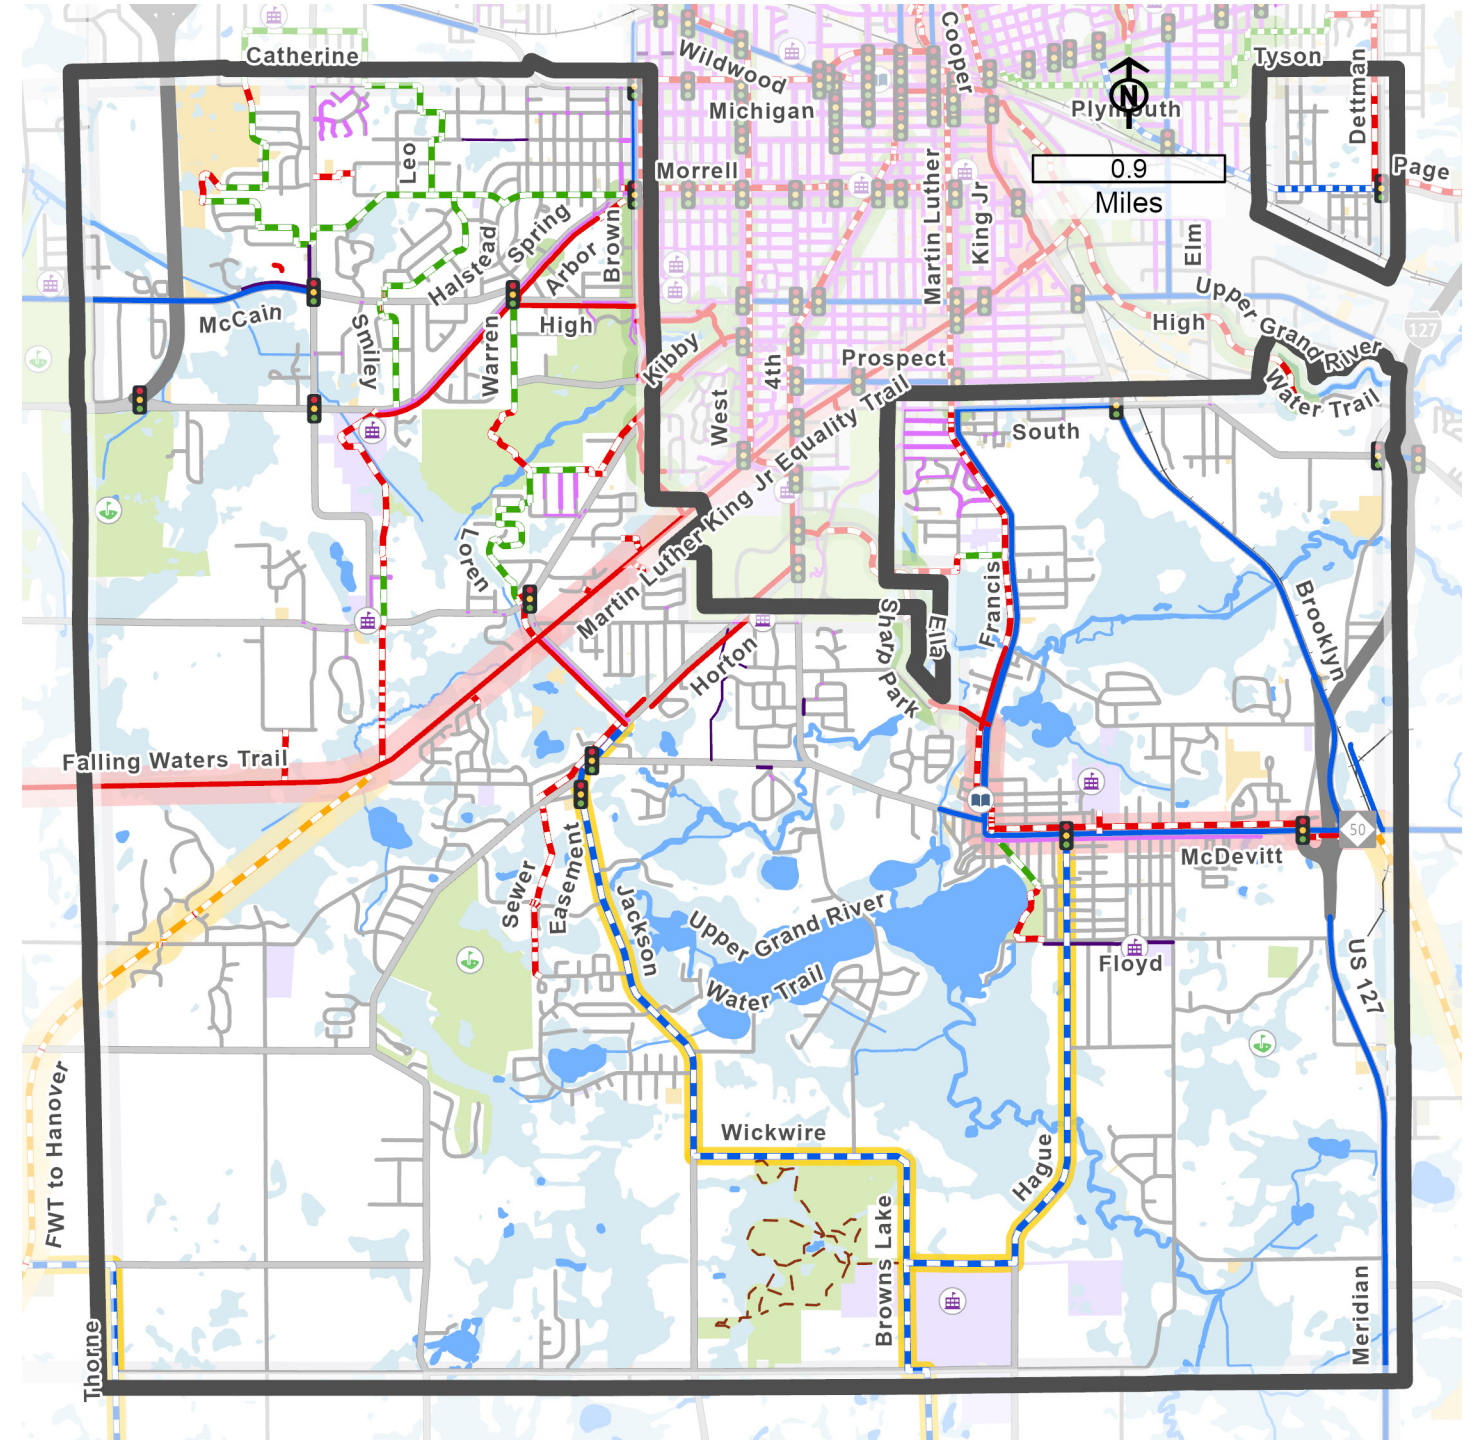 Catherine
Wildwood
Cooper
Tyson
Dettman
Michigan
N
Plymouth
Leo
Morrell
0.9
Miles
Page
Martin Luther
King Jr
Halstead
Spring
Arbor
Brown
Elm
McCain
Smiley
Warren
High
Upper Grand River
Water Trail
High
127
Kibby
4th
Prospect
West
South
Martin Luther King Jr Equality Trail
Loren
Horton
Sharp Park
Ella
Francis
Brooklyn
Falling Waters Trail
50
McDevitt
Sewer
Easement
Jackson
Upper Grand River
Water Trail
Floyd
US 127
FWT to Hanover
Wickwire
Hague
Browns Lake
Thorne
Meridian